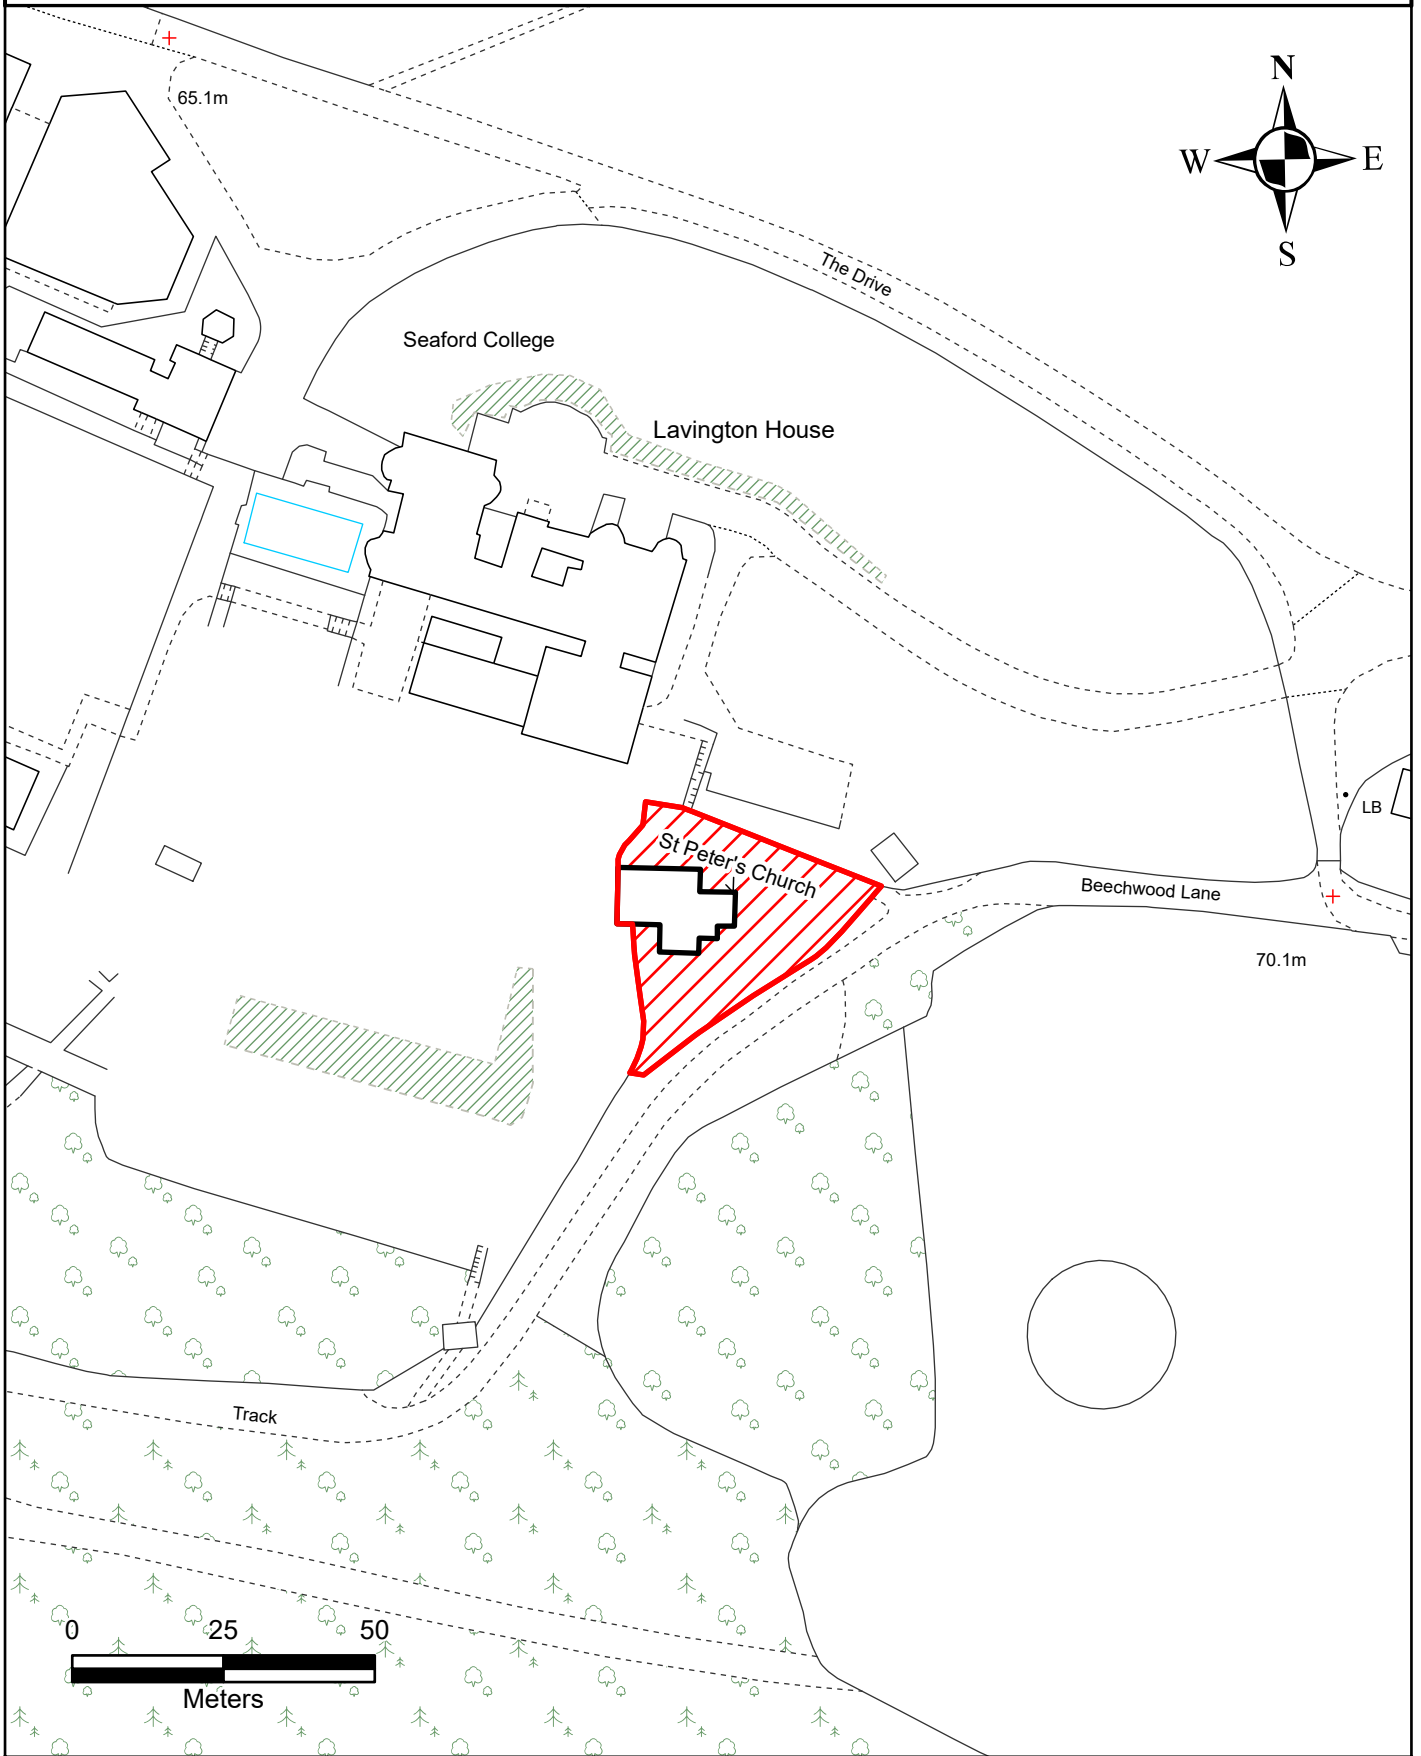 N
65.1m
W
E
S
The Drive
Seaford College
Lavington House
LB
St Peter's Church
Beechwood Lane
70.1m
Track
0 25 50
Meters